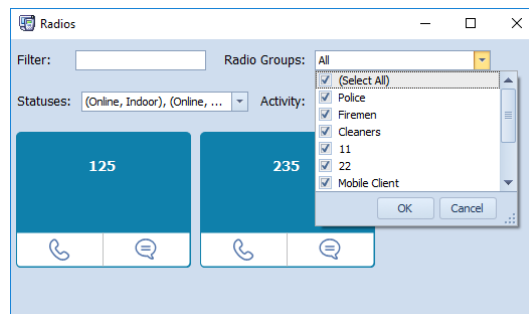 Radios
Filter: Radio Groups: All
(Select All)
Police
Statuses: (Online, Indoor), (Online, ... Activity: Firemen
Cleaners
11
22
Mobile Client
125 235
OK Cancel